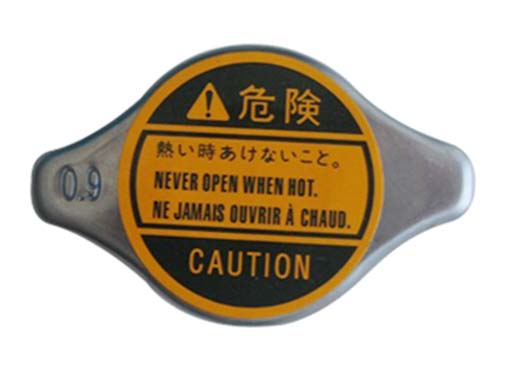 危険
熱い時あけないこと。
NEVER OPEN WHEN HOT.
NE JAMAIS OUVRIR À CHAUD.
CAUTION
0.9